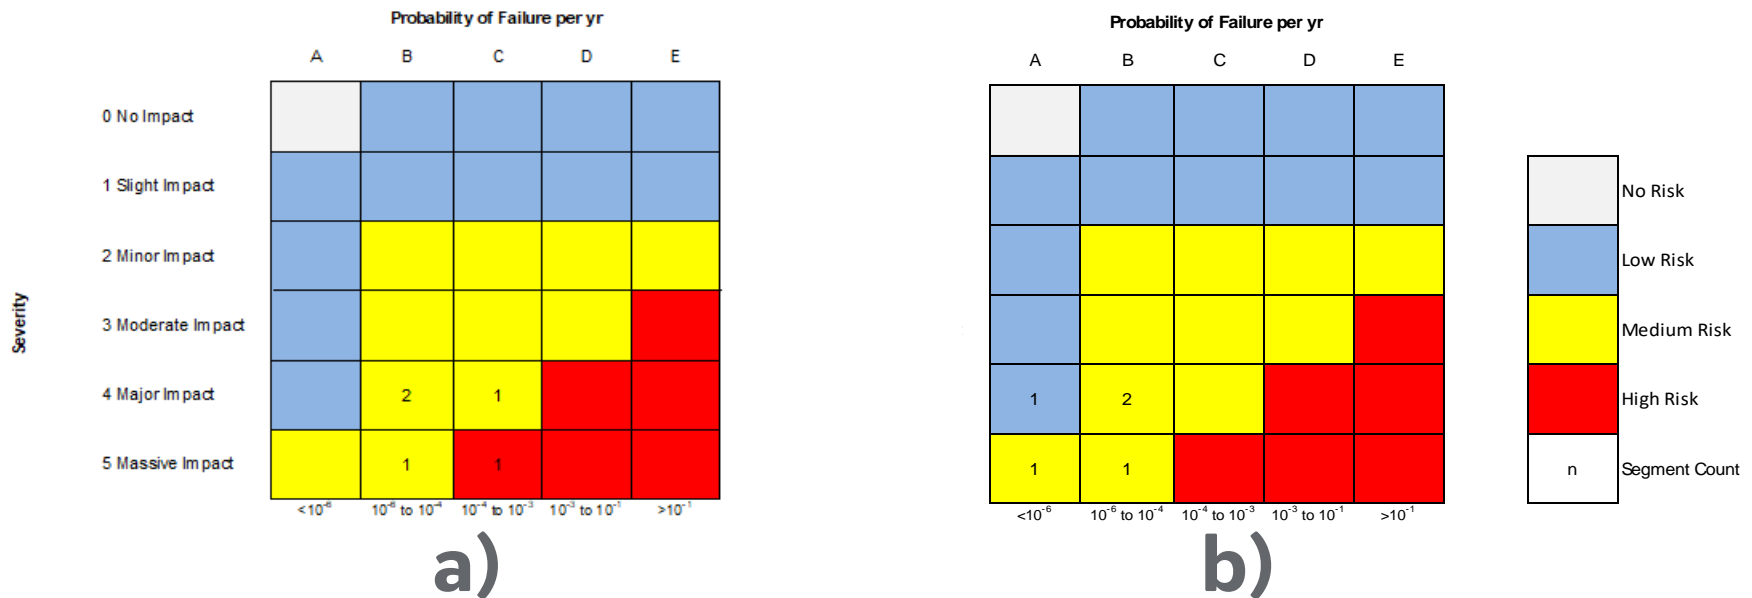 Probability of Failure per yr
A B C D E
0 No Impact
1 Slight Impact
2 Minor Impact
3 Moderate Impact
4 Major Impact 2 1
5 Massive Impact 1 1
Severity
<10⁻⁶ 10⁻⁶ to 10⁻⁴ 10⁻⁴ to 10⁻³ 10⁻³ to 10⁻¹ >10⁻¹
a)
Probability of Failure per yr
A B C D E
1 2
1 1
<10⁻⁶ 10⁻⁶ to 10⁻⁴ 10⁻⁴ to 10⁻³ 10⁻³ to 10⁻¹ >10⁻¹
b)
No Risk
Low Risk
Medium Risk
High Risk
n Segment Count